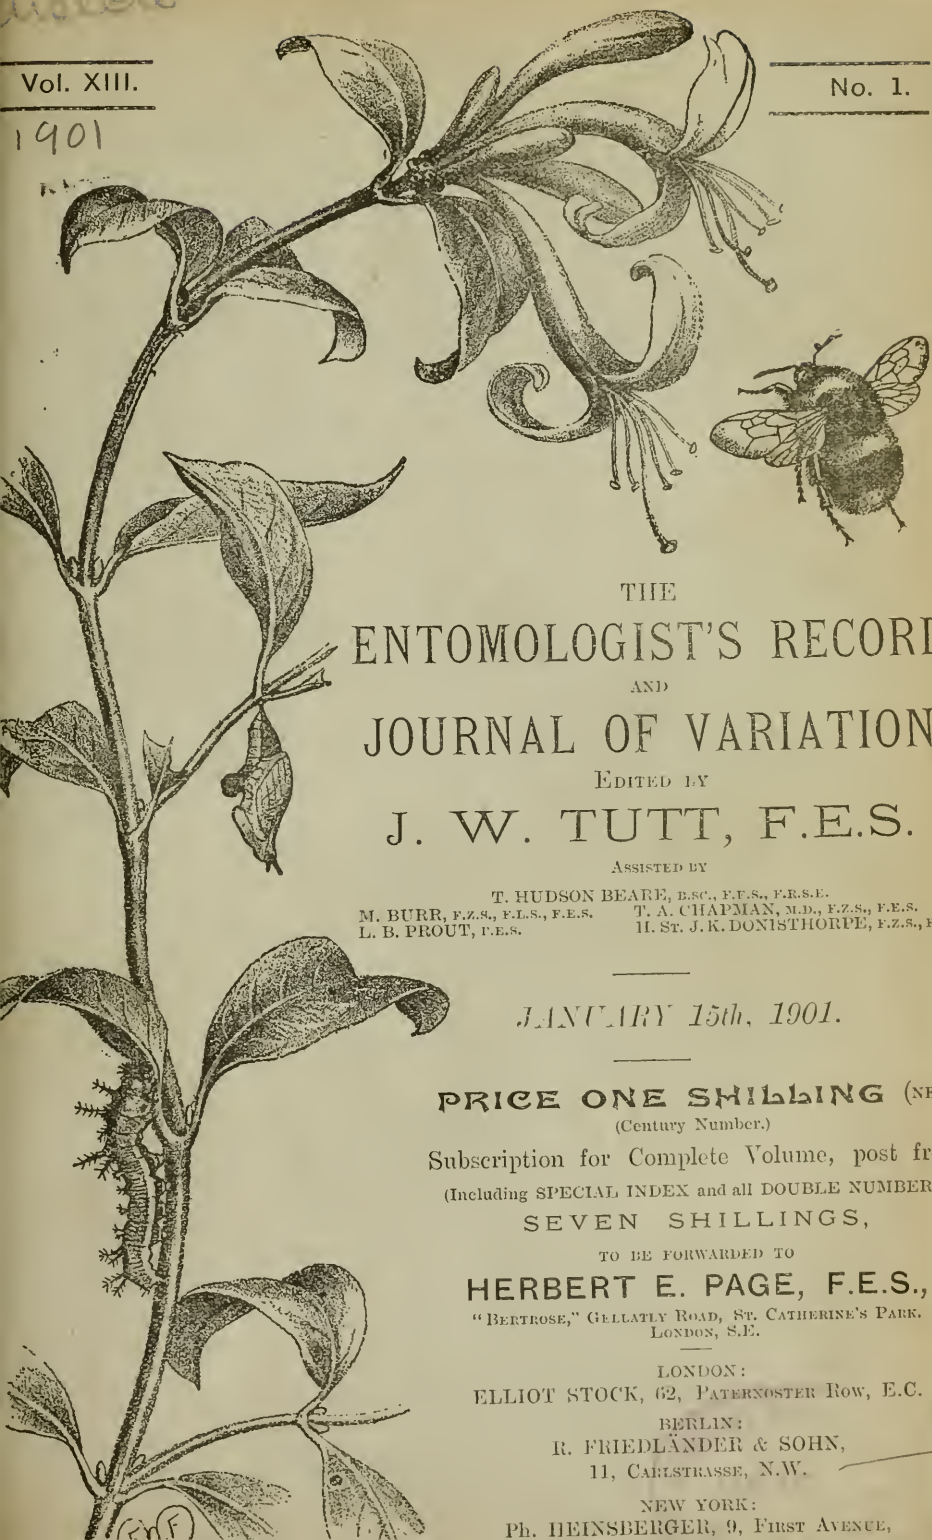 Vol. XIII.
No. 1.
1901
THE
ENTOMOLOGIST'S RECORD
AND
JOURNAL OF VARIATION
EDITED BY
J. W. TUTT, F.E.S.
ASSISTED BY
T. HUDSON BEARE, B.SC., F.E.S., F.R.S.E.
M. BURR, F.Z.S., F.L.S., F.E.S. T. A. CHAPMAN, M.D., F.Z.S., F.E.S.
L. B. PROUT, F.E.S. H. ST. J. K. DONISTHORPE, F.Z.S.,
JANUARY 15th, 1901.
PRICE ONE SHILLING (NE
(Century Number.)
Subscription for Complete Volume, post fr
(Including SPECIAL INDEX and all DOUBLE NUMBER
SEVEN SHILLINGS,
TO BE FORWARDED TO
HERBERT E. PAGE, F.E.S.,
"BERTROSE," GELLATLY ROAD, ST. CATHERINE'S PARK.
LONDON, S.E.
LONDON:
ELLIOT STOCK, 62, PATERNOSTER ROW, E.C.
BERLIN:
R. FRIEDLÄNDER & SOHN,
11, CARLSTRASSE, N.W.
NEW YORK:
Ph. HEINSBERGER, 9, FIRST AVENUE,